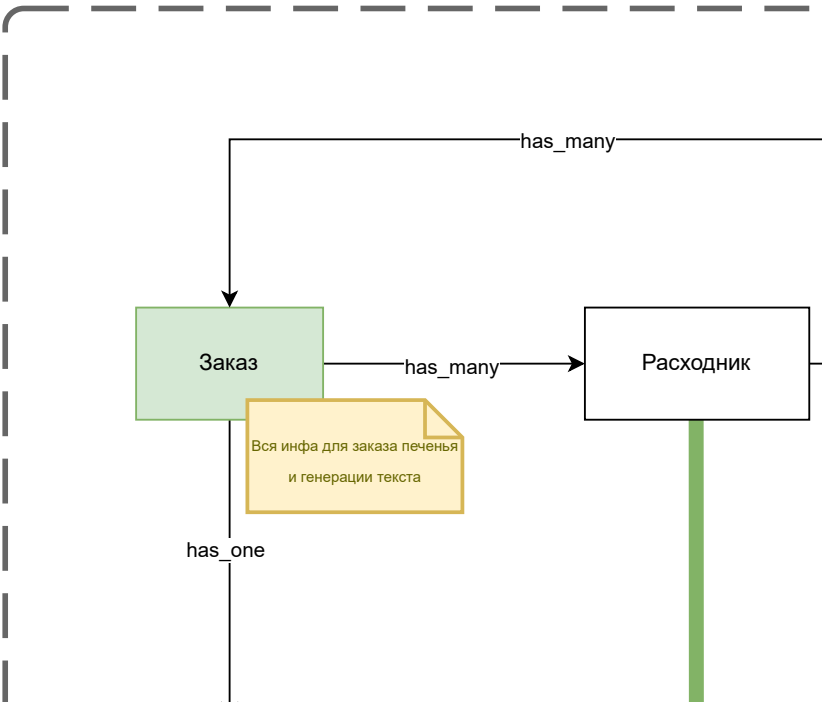 has_many
Заказ
has_many
Расходник
Вся инфа для заказа печенья
и генерации текста
has_one